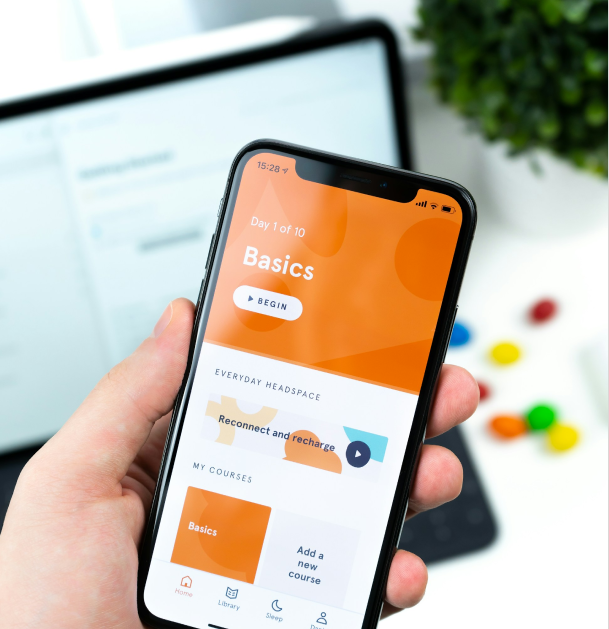 15:28
Day 1 of 10
Basics
BEGIN
EVERYDAY HEADSPACE
Reconnect and recharge
MY COURSES
Basics
Add a
new
course
Home
Library
Sleep